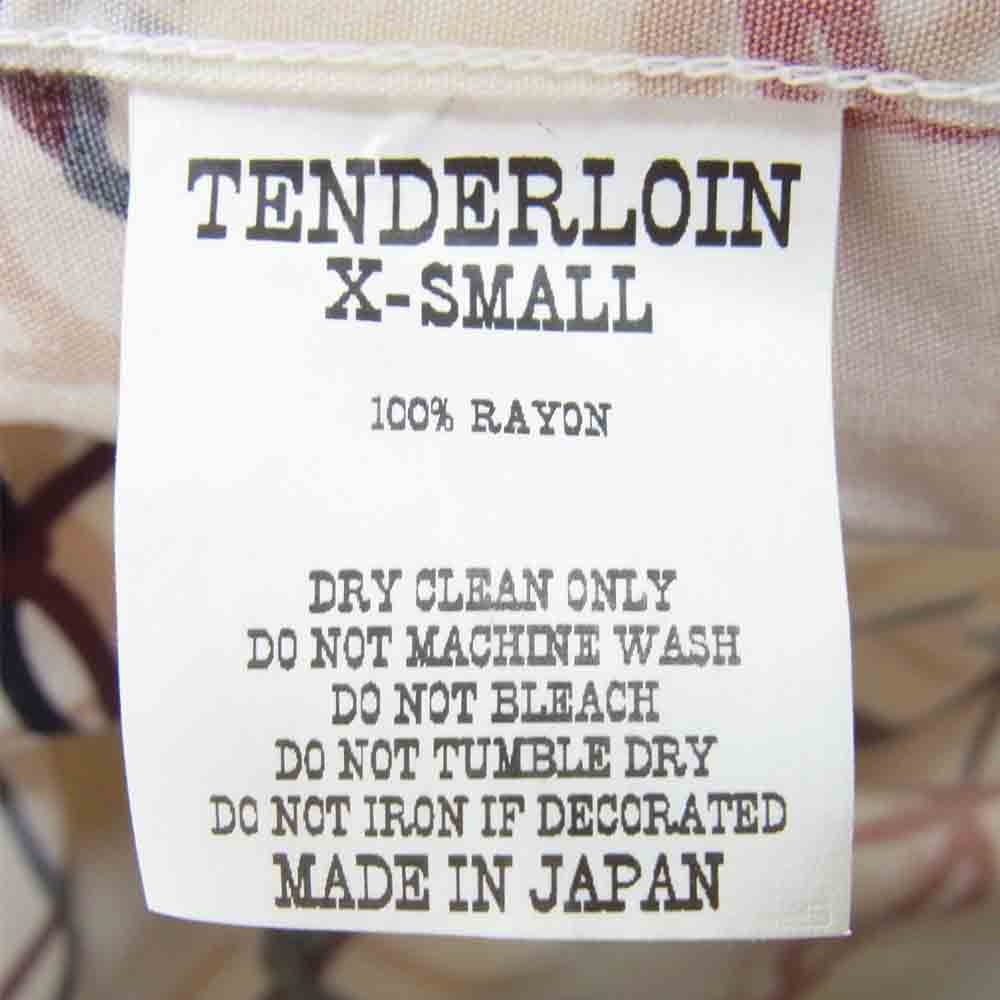 TENDERLOIN
X-SMALL
100% RAYON
DRY CLEAN ONLY
DO NOT MACHINE WASH
DO NOT BLEACH
DO NOT TUMBLE DRY
DO NOT IRON IF DECORATED
MADE IN JAPAN